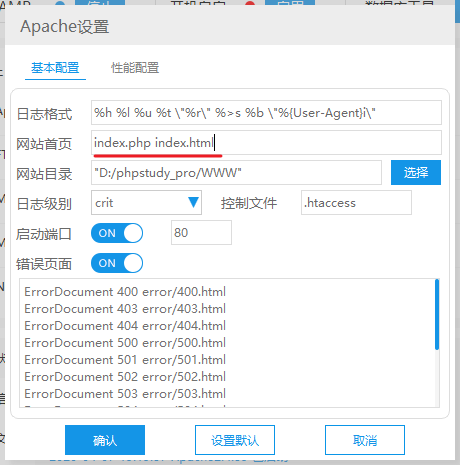 Apache设置
基本配置 性能配置
日志格式 %h %l %u %t \"%r\" %>s %b \"%{User-Agent}i\"
网站首页 index.php index.html
网站目录 "D:/phpstudy_pro/WWW" 选择
日志级别 crit 控制文件 .htaccess
启动端口 ON 80
错误页面 ON
ErrorDocument 400 error/400.html
ErrorDocument 403 error/403.html
ErrorDocument 404 error/404.html
ErrorDocument 500 error/500.html
ErrorDocument 501 error/501.html
ErrorDocument 502 error/502.html
ErrorDocument 503 error/503.html
确认 设置默认 取消